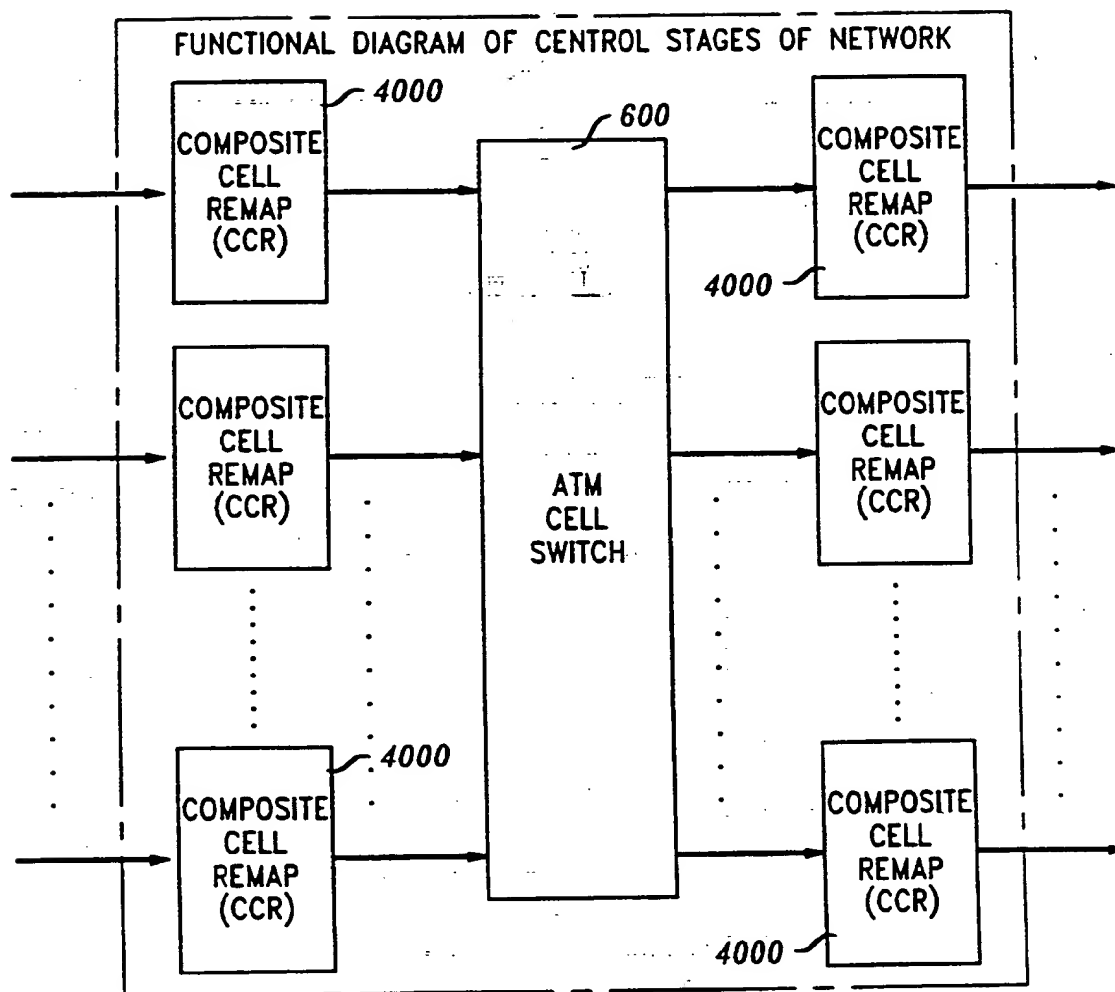 FUNCTIONAL DIAGRAM OF CENTRAL STAGES OF NETWORK
4000
COMPOSITE
CELL
REMAP
(CCR)
600
COMPOSITE
CELL
REMAP
(CCR)
4000
COMPOSITE
CELL
REMAP
(CCR)
ATM
CELL
SWITCH
COMPOSITE
CELL
REMAP
(CCR)
4000
COMPOSITE
CELL
REMAP
(CCR)
COMPOSITE
CELL
REMAP
(CCR)
4000